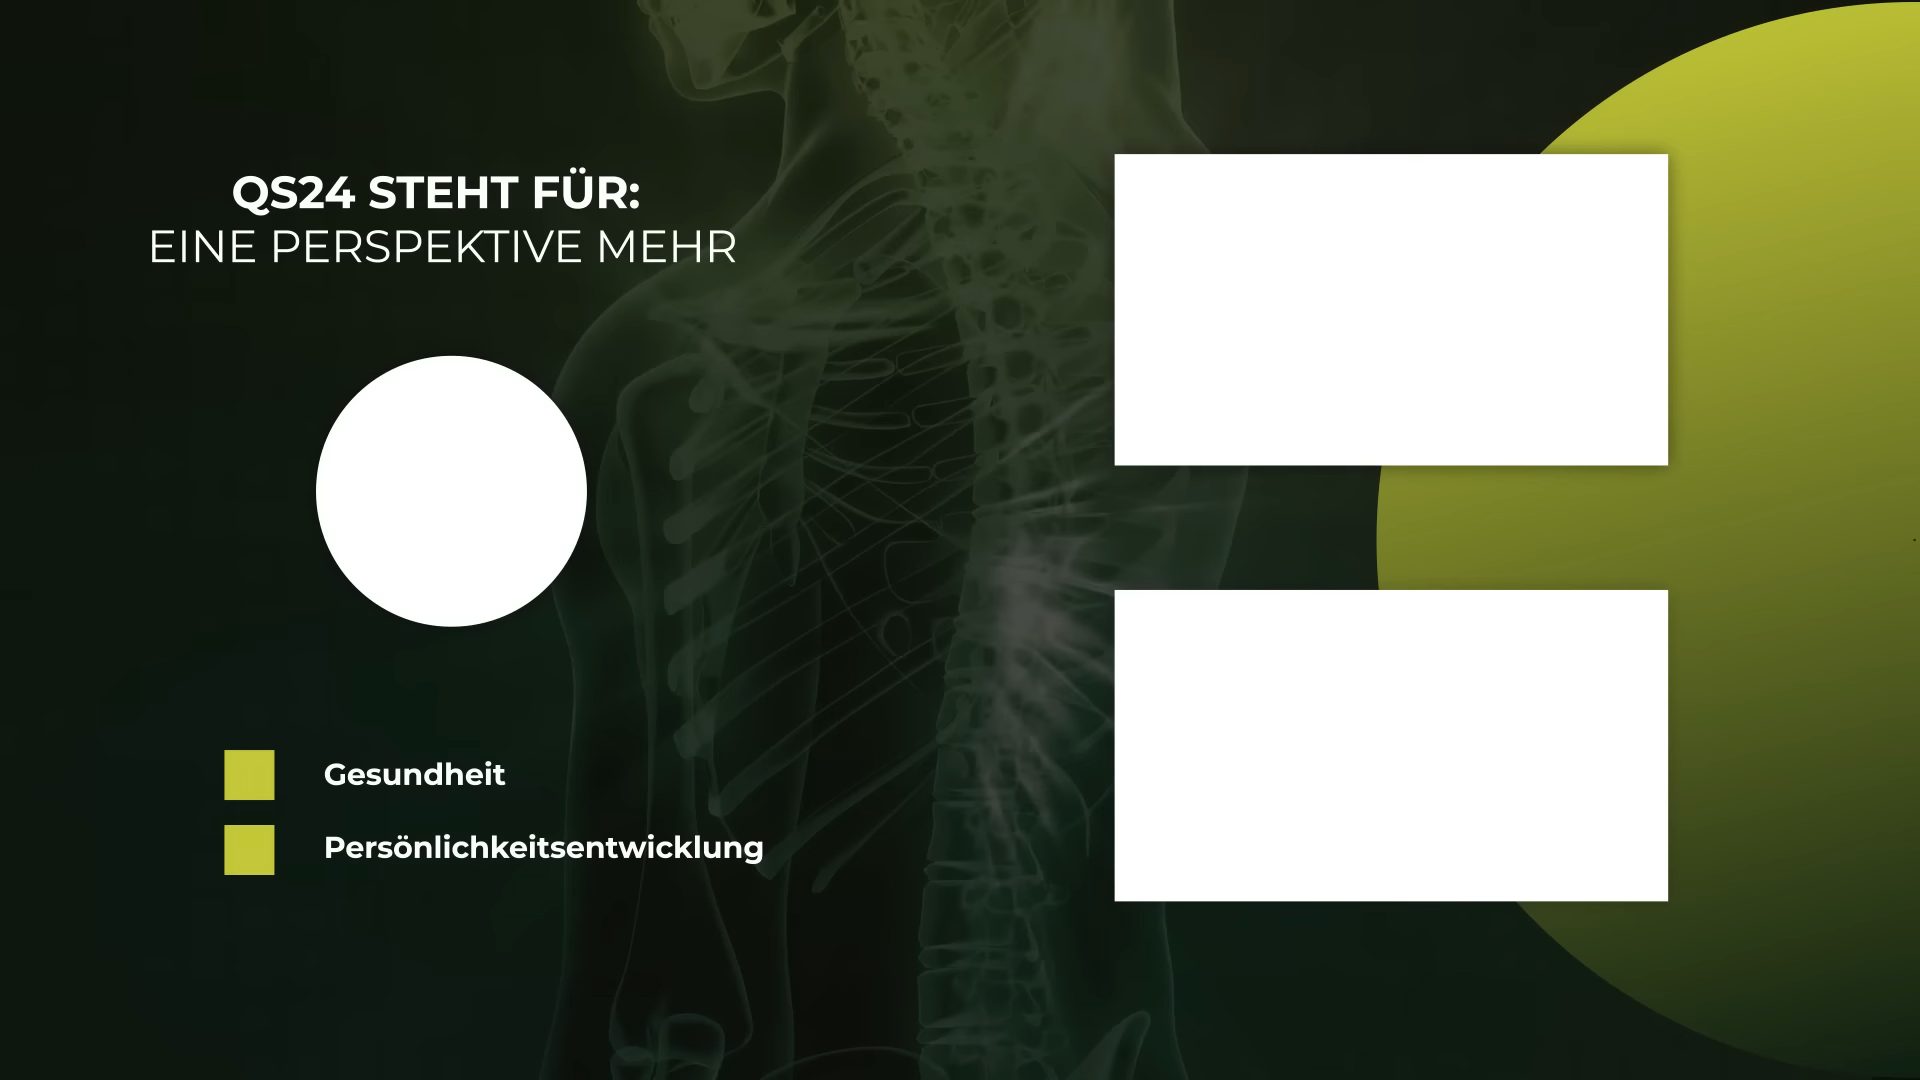 QS24 STEHT FÜR:
EINE PERSPEKTIVE MEHR
Gesundheit
Persönlichkeitsentwicklung